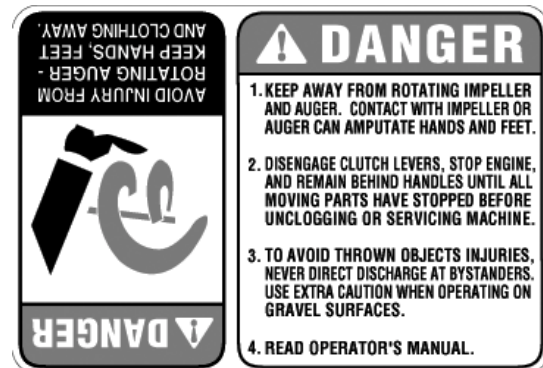 DANGER
AVOID INJURY FROM
ROTATING AUGER -
KEEP HANDS, FEET
AND CLOTHING AWAY.
DANGER
1. KEEP AWAY FROM ROTATING IMPELLER
AND AUGER. CONTACT WITH IMPELLER OR
AUGER CAN AMPUTATE HANDS AND FEET.
2. DISENGAGE CLUTCH LEVERS, STOP ENGINE,
AND REMAIN BEHIND HANDLES UNTIL ALL
MOVING PARTS HAVE STOPPED BEFORE
UNCLOGGING OR SERVICING MACHINE.
3. TO AVOID THROWN OBJECTS INJURIES,
NEVER DIRECT DISCHARGE AT BYSTANDERS.
USE EXTRA CAUTION WHEN OPERATING ON
GRAVEL SURFACES.
4. READ OPERATOR'S MANUAL.